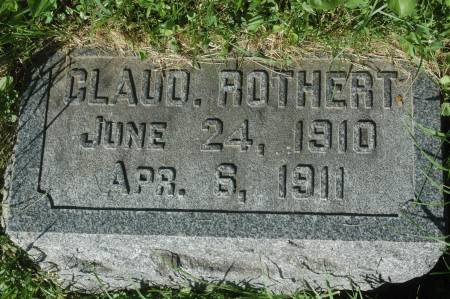 CLAUD. ROTHERT
JUNE 24, 1910
APR. 6, 1911